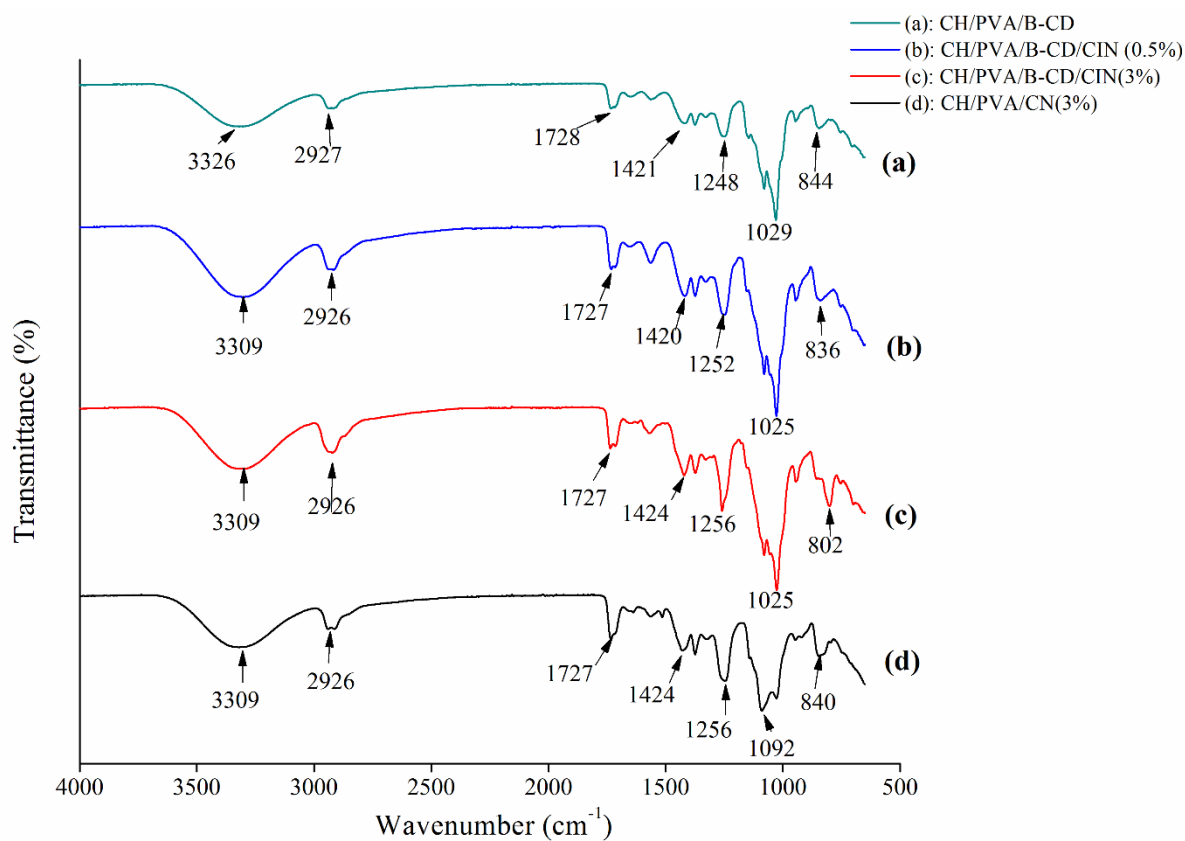 (a): CH/PVA/B-CD
(b): CH/PVA/B-CD/CIN (0.5%)
(c): CH/PVA/B-CD/CIN(3%)
(d): CH/PVA/CN(3%)
3326
2927
1728
1421
1248
1029
844
(a)
3309
2926
1727
1420
1252
1025
836
(b)
3309
2926
1727
1424
1256
1025
802
(c)
3309
2926
1727
1424
1256
1092
840
(d)
Transmittance (%)
4000 3500 3000 2500 2000 1500 1000 500
Wavenumber (cm⁻¹)